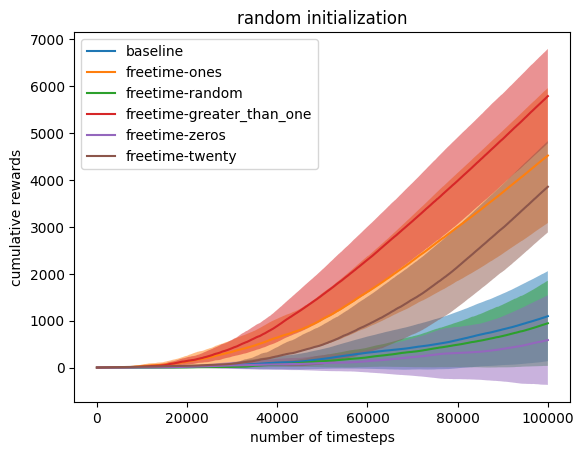 random initialization
7000
6000
5000
4000
3000
2000
1000
0
cumulative rewards
baseline
freetime-ones
freetime-random
freetime-greater_than_one
freetime-zeros
freetime-twenty
0 20000 40000 60000 80000 100000
number of timesteps